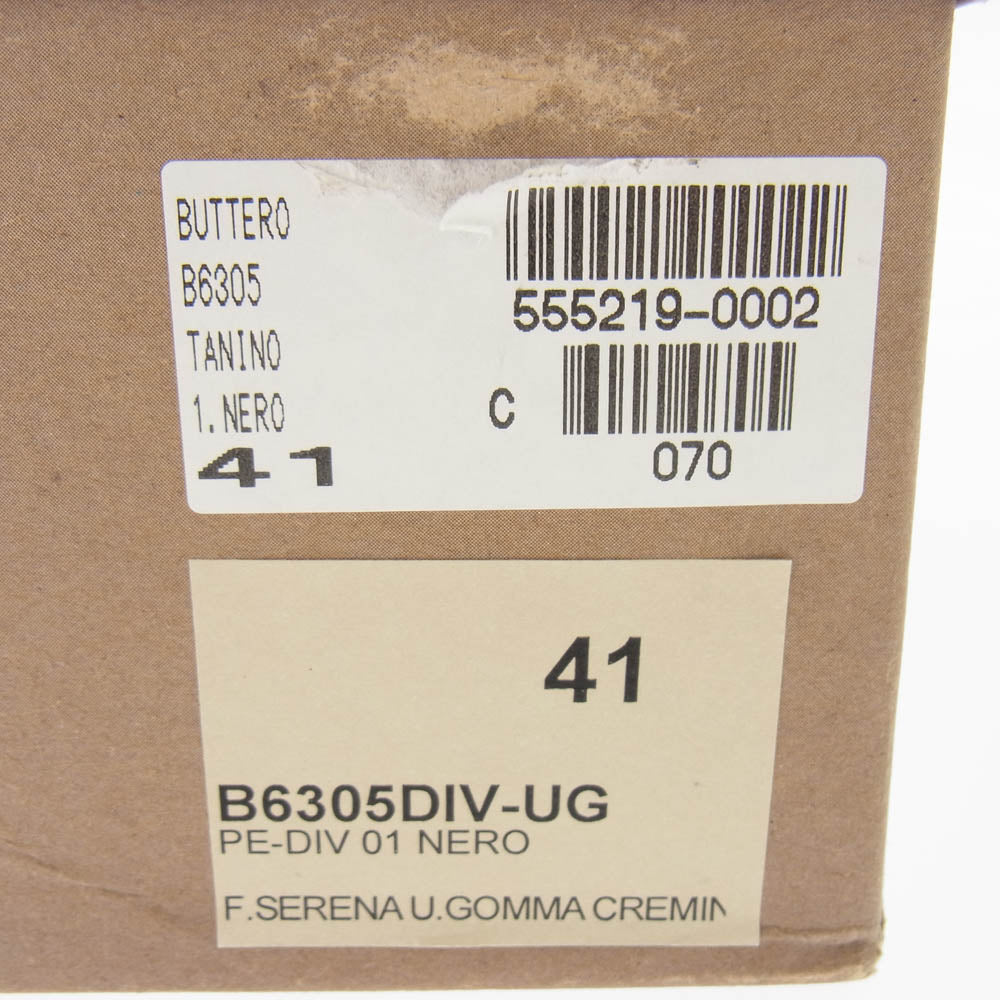 BUTTERO
B6305
TANINO
1.NERO
41
555219-0002
C
070
41
B6305DIV-UG
PE-DIV 01 NERO
F.SERENA U.GOMMA CREMIN